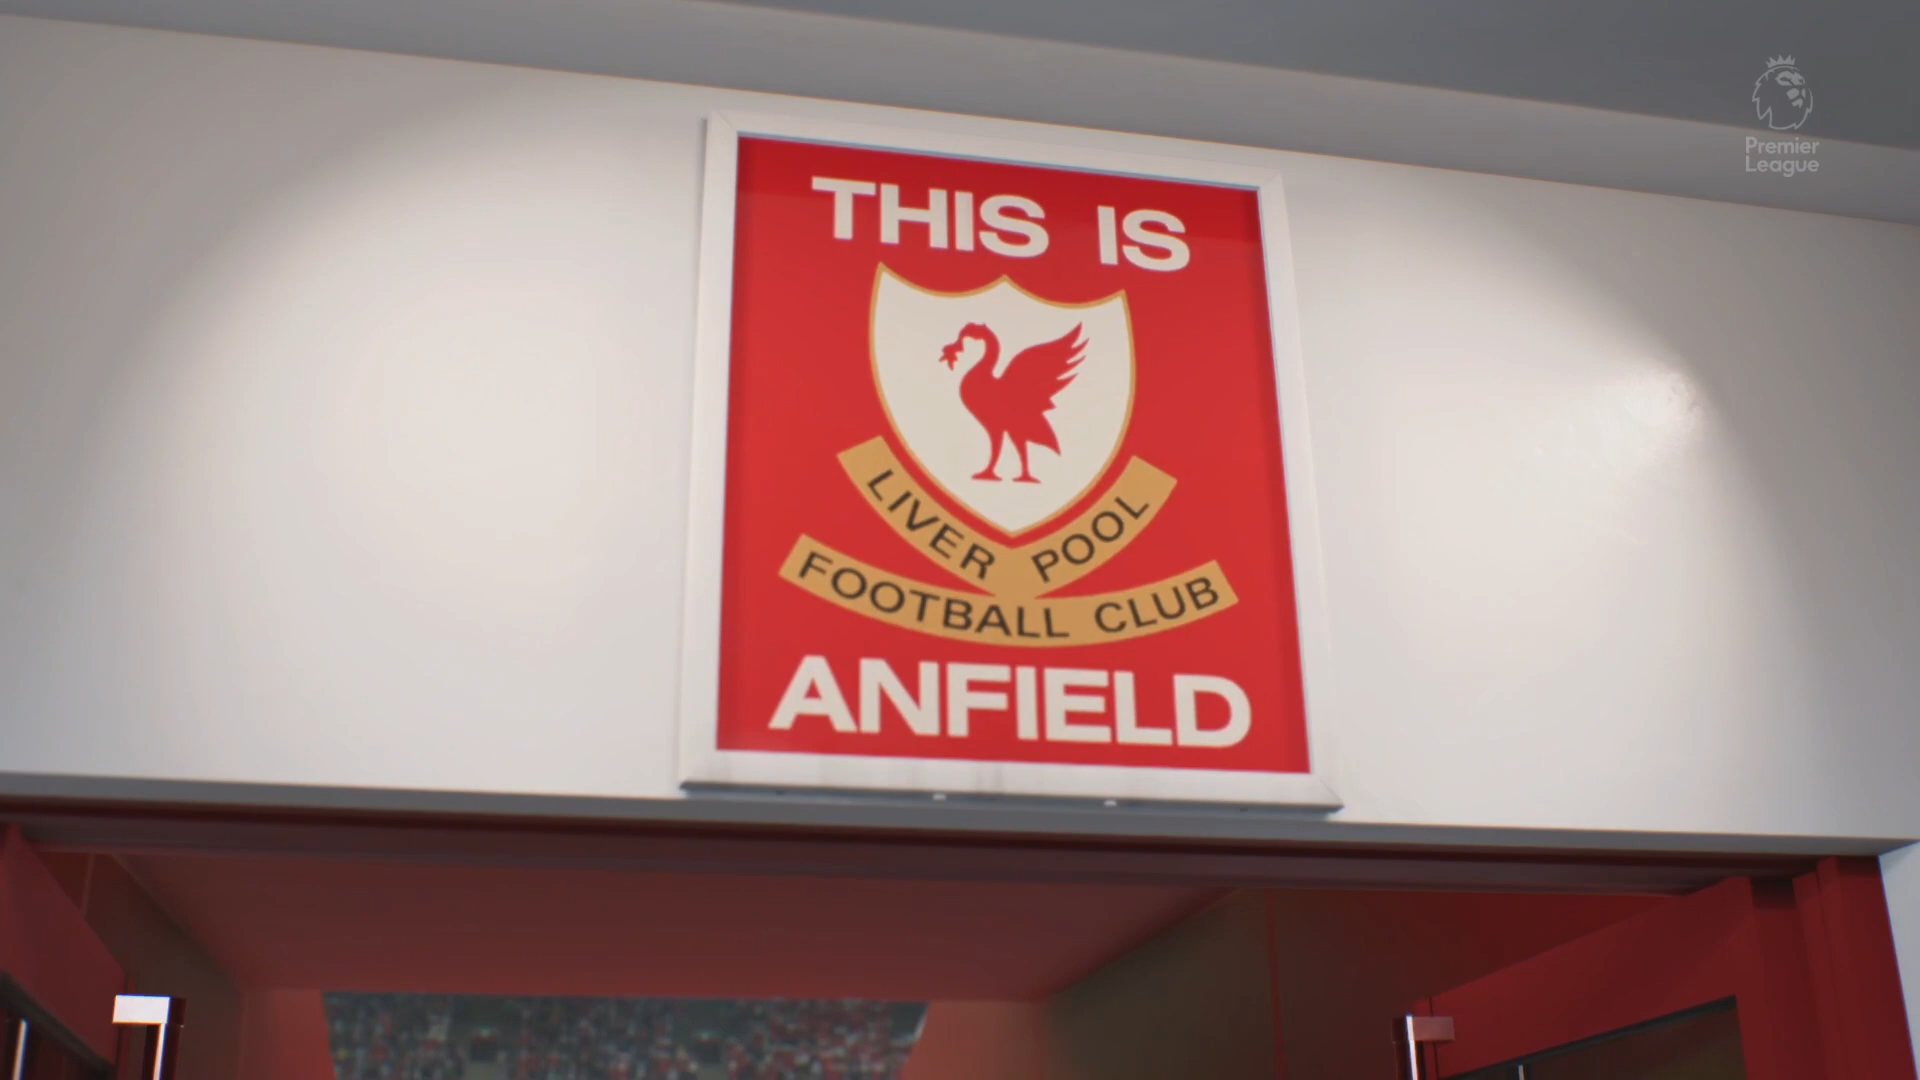 THIS IS
LIVER POOL
FOOTBALL CLUB
ANFIELD
Premier
League